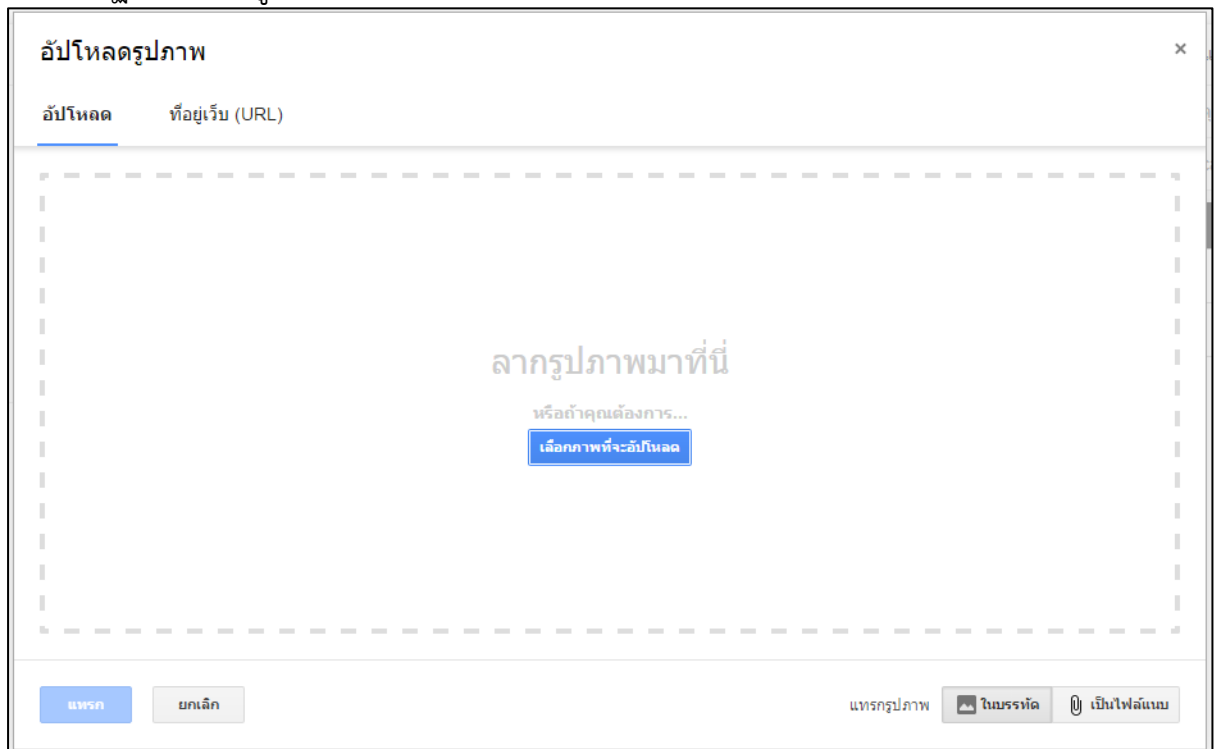 อัปโหลดรูปภาพ ×
อัปโหลด ที่อยู่เว็บ (URL)
ลากรูปภาพมาที่นี่
หรือถ้าคุณต้องการ...
เลือกภาพที่จะอัปโหลด
แทรก ยกเลิก แทรกรูปภาพ ในบรรทัด เป็นไฟล์แนบ